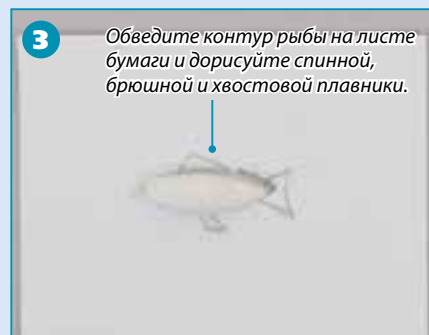 3
Обведите контур рыбы на листе
бумаги и дорисуйте спинной,
брюшной и хвостовой плавники.